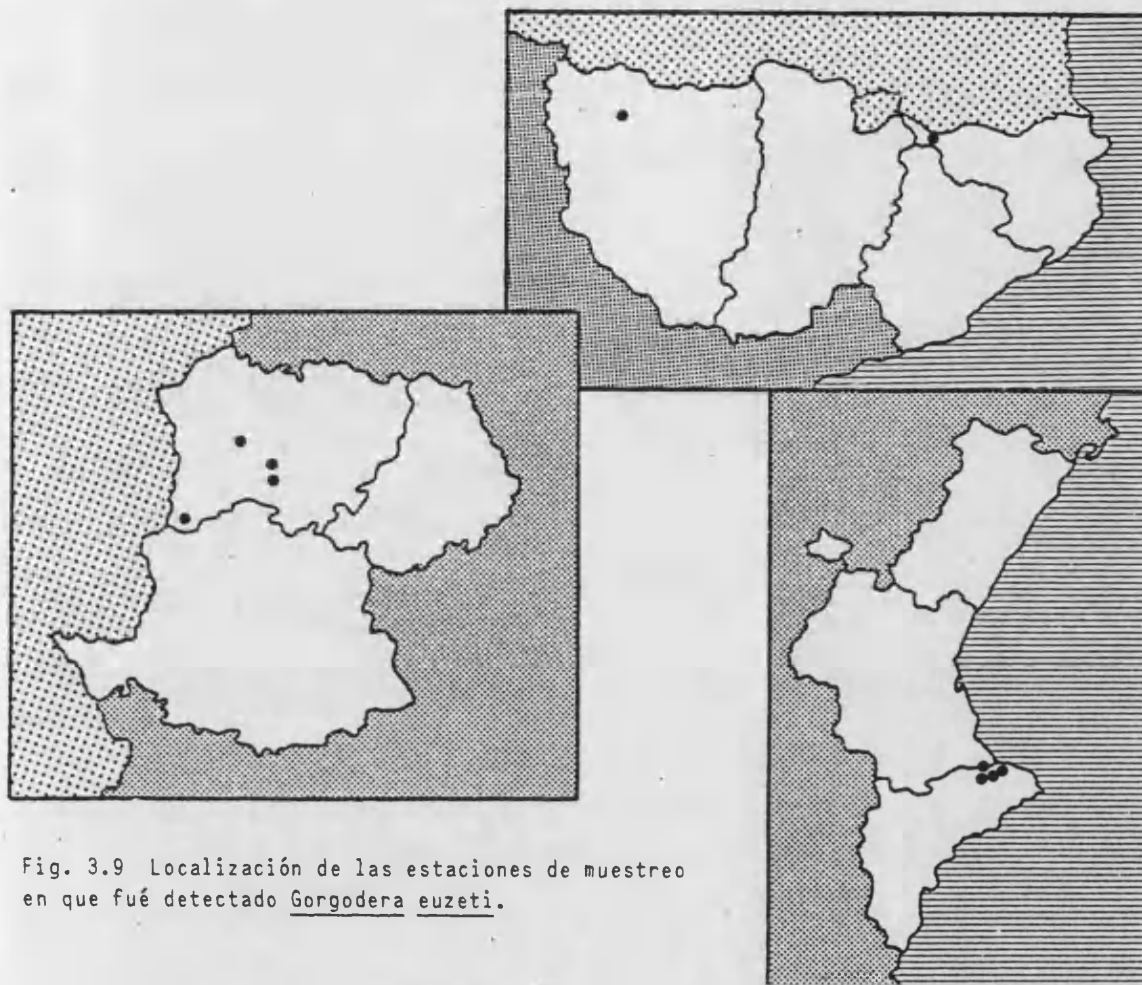 Fig. 3.9 Localización de las estaciones de muestreo
en que fué detectado Gorgodera euzeti.